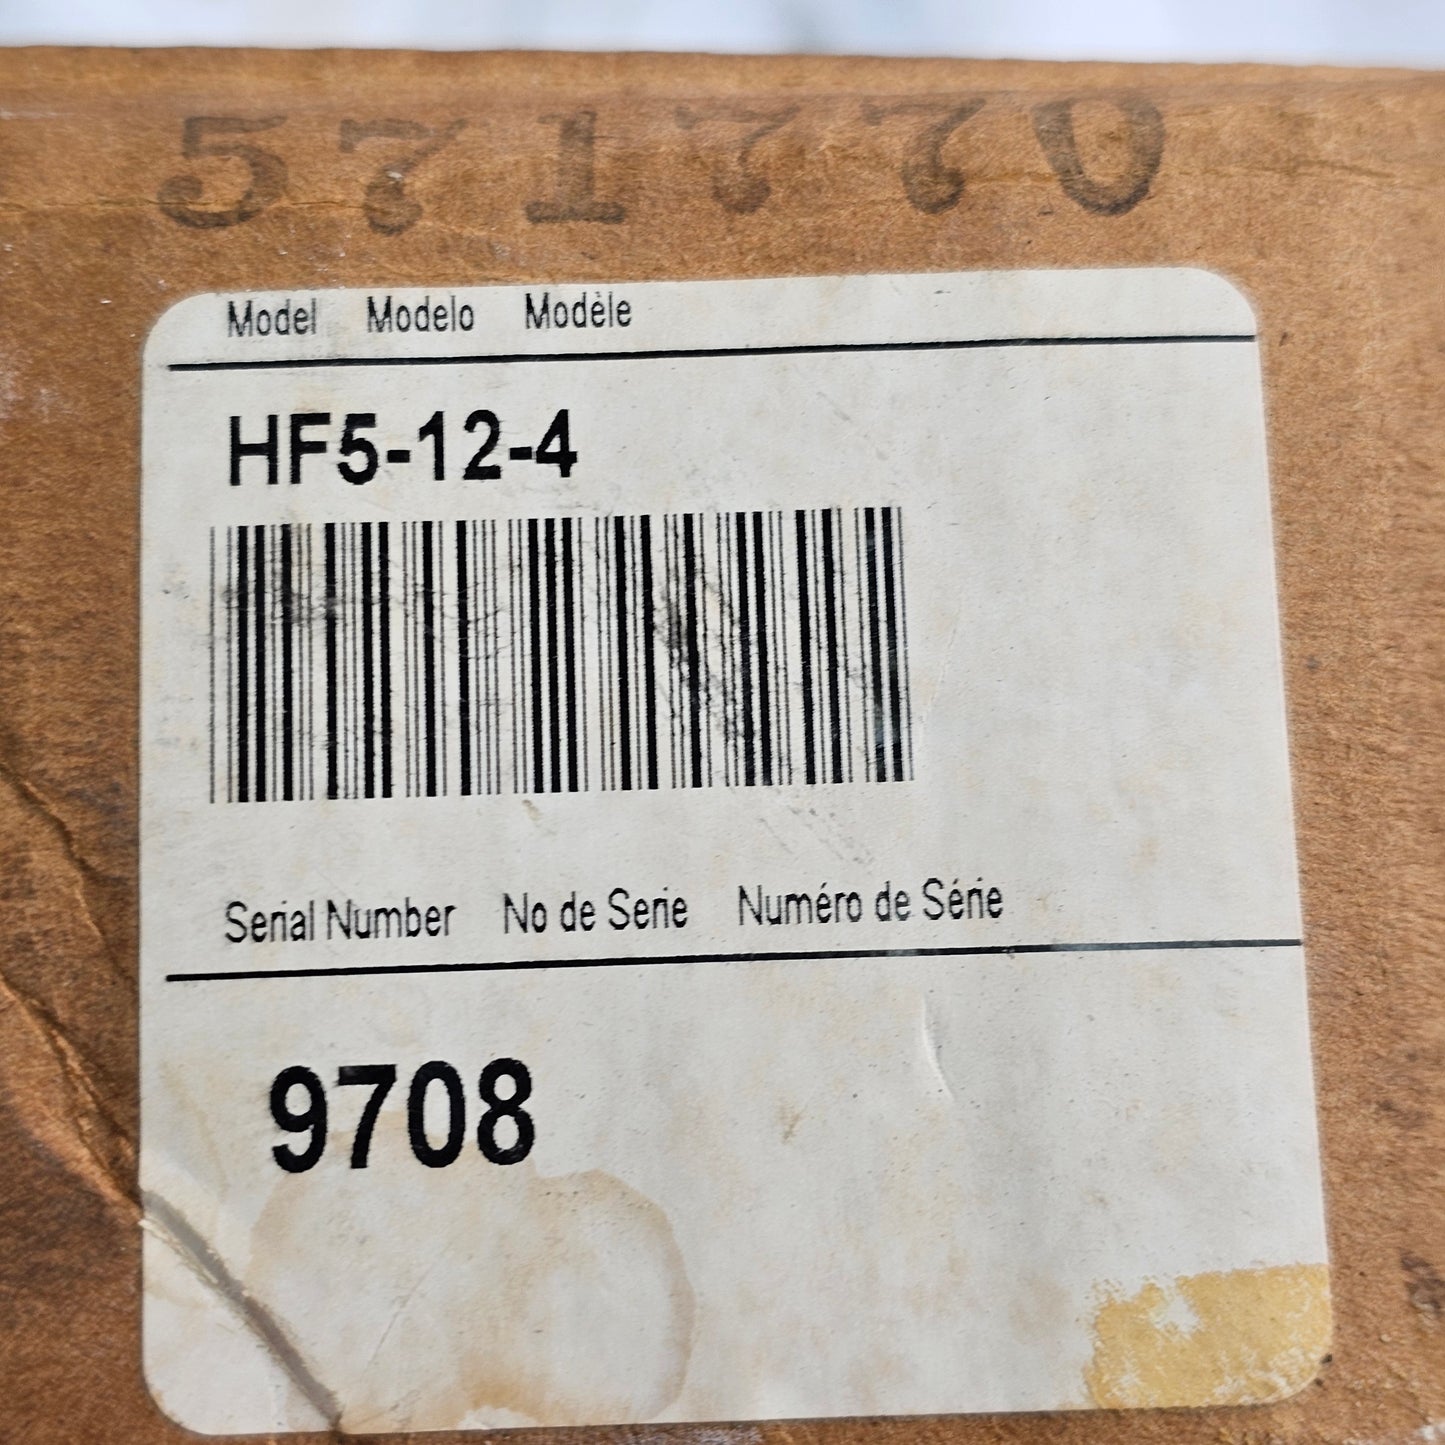 571770
Model Modelo Modèle
HF5-12-4
Serial Number No de Serie Numéro de Série
9708